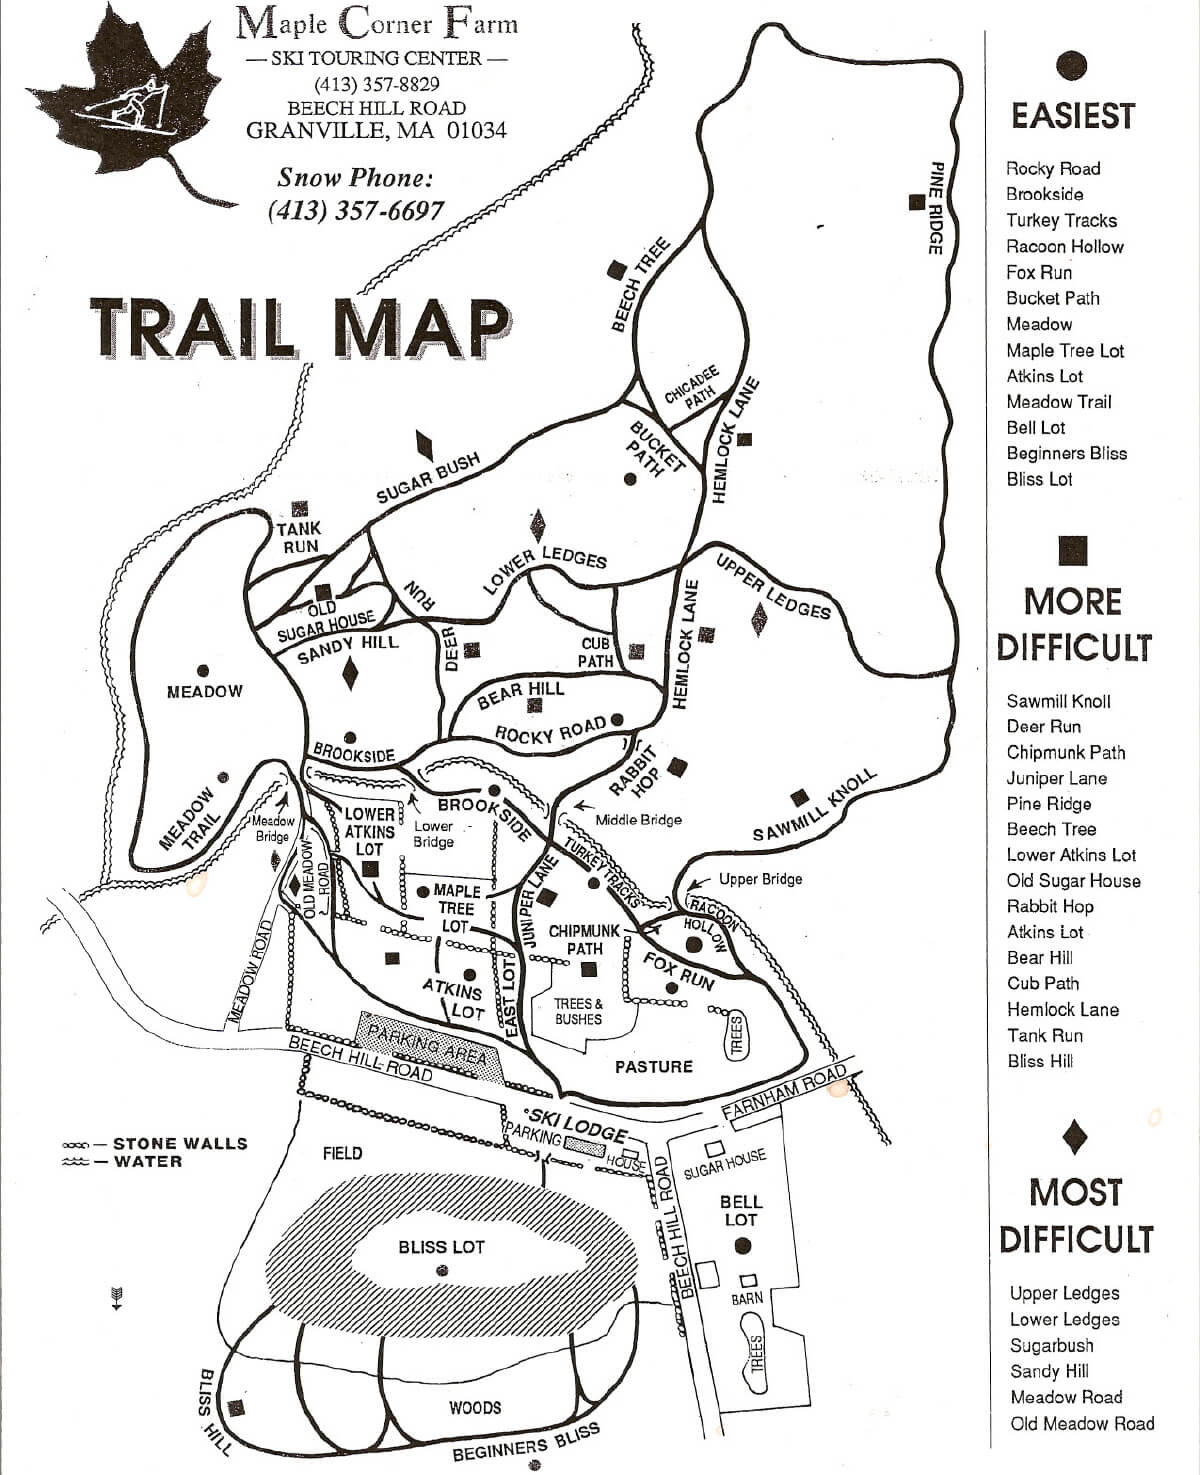 Maple Corner Farm
— SKI TOURING CENTER —
(413) 357-8829
BEECH HILL ROAD
GRANVILLE, MA 01034
Snow Phone:
(413) 357-6697
TRAIL MAP
PINE RIDGE
BEECH TREE
CHICADEE
PATH
HEMLOCK LANE
BUCKET
PATH
SUGAR BUSH
TANK
RUN
LOWER LEDGES
UPPER LEDGES
OLD
SUGAR HOUSE
SANDY HILL
DEER
RUN
CUB
PATH
HEMLOCK LANE
MEADOW
BEAR HILL
ROCKY ROAD
BROOKSIDE
RABBIT
HOP
SAWMILL KNOLL
MEADOW
TRAIL
Meadow
Bridge
LOWER
ATKINS
LOT
Lower
Bridge
BROOKSIDE
Middle Bridge
OLD MEADOW
ROAD
TURKEY TRACKS
Upper Bridge
MAPLE
TREE
LOT
JUNIPER LANE
CHIPMUNK
PATH
RACOON
HOLLOW
FOX RUN
MEADOW ROAD
ATKINS
LOT
EAST LOT
TREES &
BUSHES
TREES
PARKING AREA
PASTURE
BEECH HILL ROAD
FARNHAM ROAD
SKI LODGE
PARKING
HOUSE
SUGAR HOUSE
STONE WALLS
WATER
FIELD
BEECH HILL ROAD
BELL
LOT
BLISS LOT
BARN
TREES
BLISS HILL
WOODS
BEGINNERS BLISS
EASIEST
Rocky Road
Brookside
Turkey Tracks
Racoon Hollow
Fox Run
Bucket Path
Meadow
Maple Tree Lot
Atkins Lot
Meadow Trail
Bell Lot
Beginners Bliss
Bliss Lot
MORE
DIFFICULT
Sawmill Knoll
Deer Run
Chipmunk Path
Juniper Lane
Pine Ridge
Beech Tree
Lower Atkins Lot
Old Sugar House
Rabbit Hop
Atkins Lot
Bear Hill
Cub Path
Hemlock Lane
Tank Run
Bliss Hill
MOST
DIFFICULT
Upper Ledges
Lower Ledges
Sugarbush
Sandy Hill
Meadow Road
Old Meadow Road